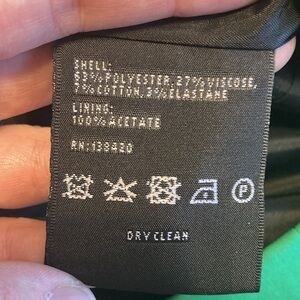 SHELL:
63% POLYESTER, 27% VISCOSE,
7% COTTON, 3% ELASTANE
LINING:
100% ACETATE
RN: 138420
P
DRY CLEAN